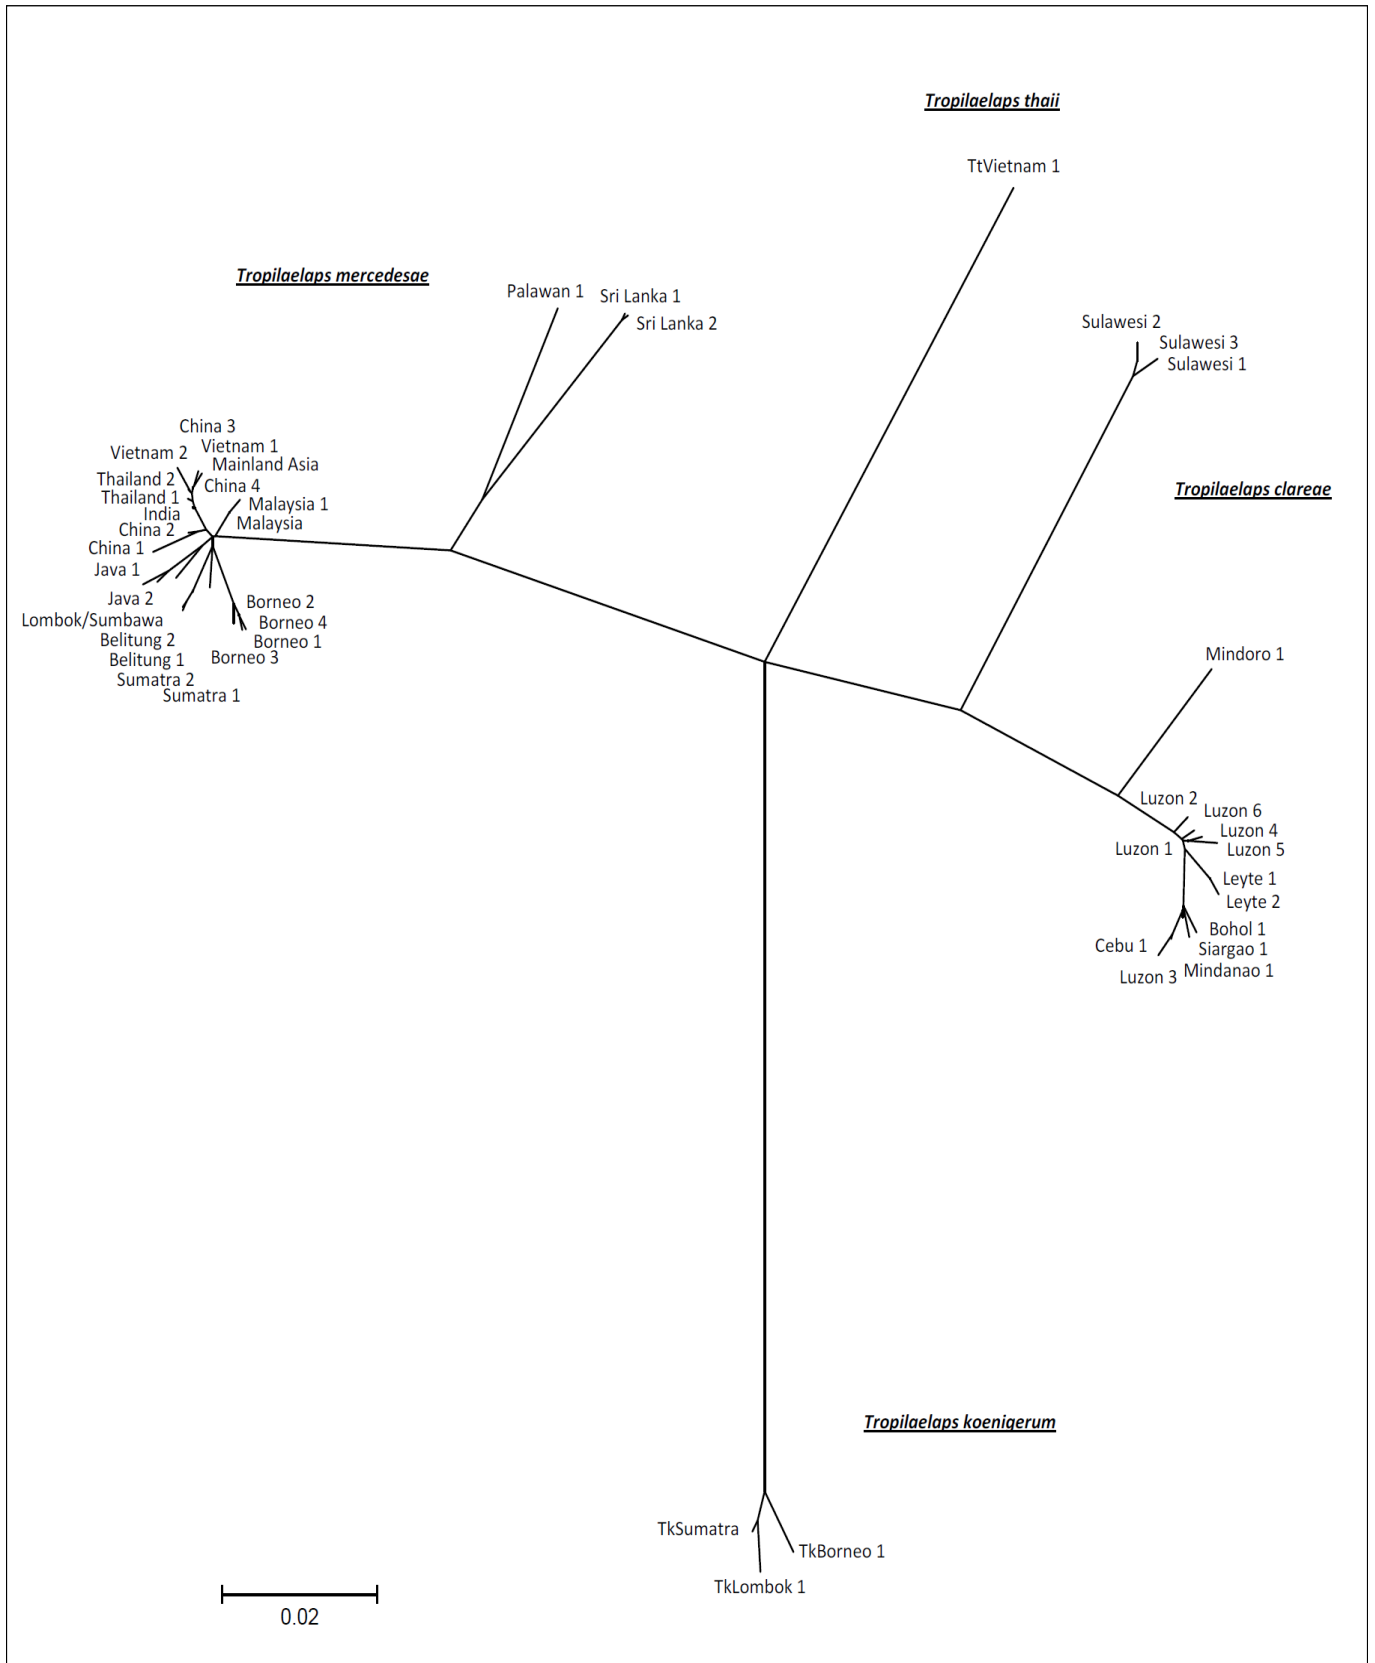 Tropilaelaps thaii
TtVietnam 1
Tropilaelaps mercedesae
Palawan 1
Sri Lanka 1
Sri Lanka 2
Sulawesi 2
Sulawesi 3
Sulawesi 1
China 3
Vietnam 1
Vietnam 2
Mainland Asia
Thailand 2
China 4
Thailand 1
Malaysia 1
India
Malaysia
China 2
China 1
Java 1
Java 2
Lombok/Sumbawa
Belitung 2
Belitung 1
Sumatra 2
Sumatra 1
Borneo 2
Borneo 4
Borneo 1
Borneo 3
Tropilaelaps clareae
Mindoro 1
Luzon 2
Luzon 6
Luzon 4
Luzon 1
Luzon 5
Leyte 1
Leyte 2
Bohol 1
Cebu 1
Siargao 1
Mindanao 1
Luzon 3
Tropilaelaps koenigerum
TkSumatra
TkBorneo 1
TkLombok 1
0.02